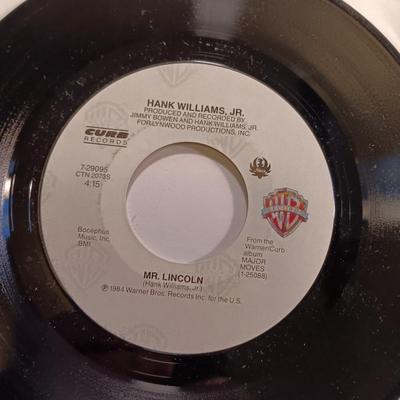 HANK WILLIAMS, JR.
PRODUCED AND RECORDED BY
JIMMY BOWEN AND HANK WILLIAMS, JR.
FOR LYNWOOD PRODUCTIONS, INC.
CURB
RECORDS
7-29095
CTN 2073S
4:15
Bocephus
Music, Inc.
BMI
From the
Warner/Curb
album
MAJOR
MOVES
(1-25088)
MR. LINCOLN
(Hank Williams, Jr.)
℗ 1984 Warner Bros. Records Inc. for the U.S.